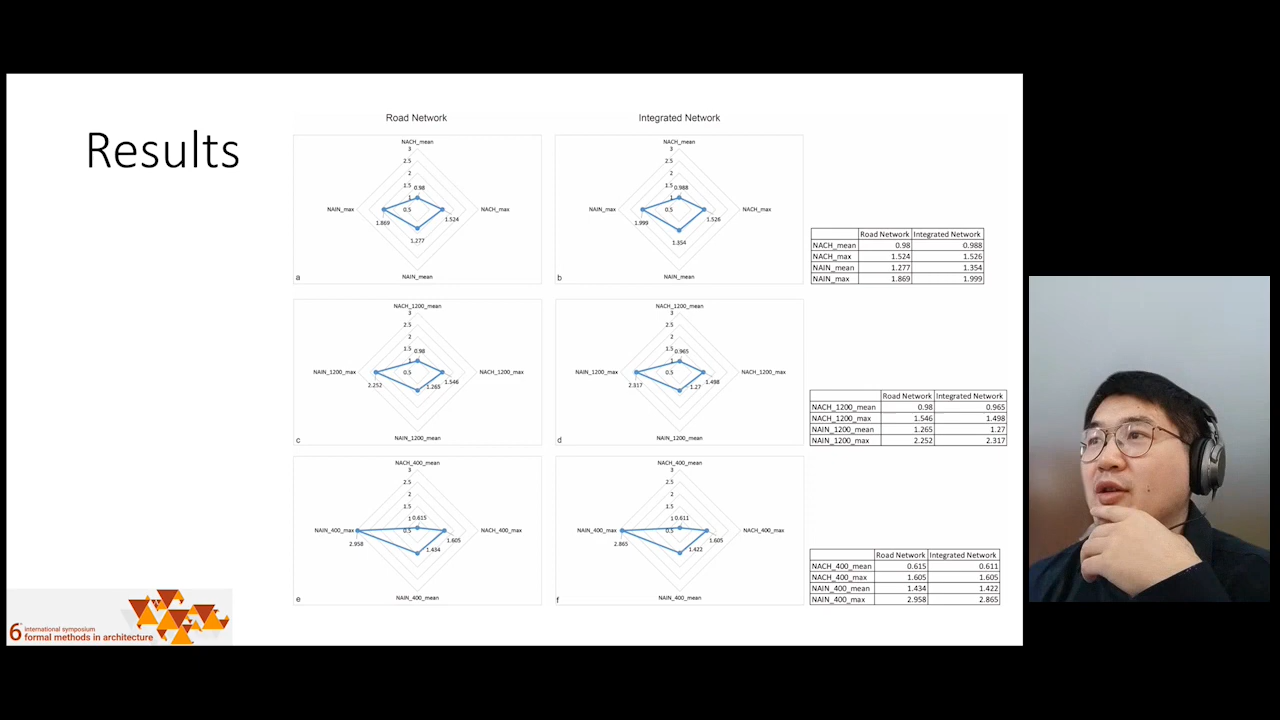 Results
Road Network
Integrated Network
NACH_mean
3
2.5
2
1.5
1
0.5
0.98
NAIN_max
NACH_max
1.869
1.524
1.277
NAIN_mean
a
NACH_mean
3
2.5
2
1.5
1
0.5
0.988
NAIN_max
NACH_max
1.999
1.526
1.354
NAIN_mean
b
Road Network Integrated Network
NACH_mean 0.98 0.988
NACH_max 1.524 1.526
NAIN_mean 1.277 1.354
NAIN_max 1.869 1.999
NACH_1200_mean
3
2.5
2
1.5
1
0.5
0.98
NAIN_1200_max
NACH_1200_max
2.252
1.546
1.265
NAIN_1200_mean
c
NACH_1200_mean
3
2.5
2
1.5
1
0.5
0.965
NAIN_1200_max
NACH_1200_max
2.317
1.498
1.27
NAIN_1200_mean
d
Road Network Integrated Network
NACH_1200_mean 0.98 0.965
NACH_1200_max 1.546 1.498
NAIN_1200_mean 1.265 1.27
NAIN_1200_max 2.252 2.317
NACH_400_mean
3
2.5
2
1.5
1
0.5
0.615
NAIN_400_max
NACH_400_max
2.958
1.605
1.434
NAIN_400_mean
e
NACH_400_mean
3
2.5
2
1.5
1
0.5
0.611
NAIN_400_max
NACH_400_max
2.865
1.605
1.422
NAIN_400_mean
f
Road Network Integrated Network
NACH_400_mean 0.615 0.611
NACH_400_max 1.605 1.605
NAIN_400_mean 1.434 1.422
NAIN_400_max 2.958 2.865
6th international symposium
formal methods in architecture